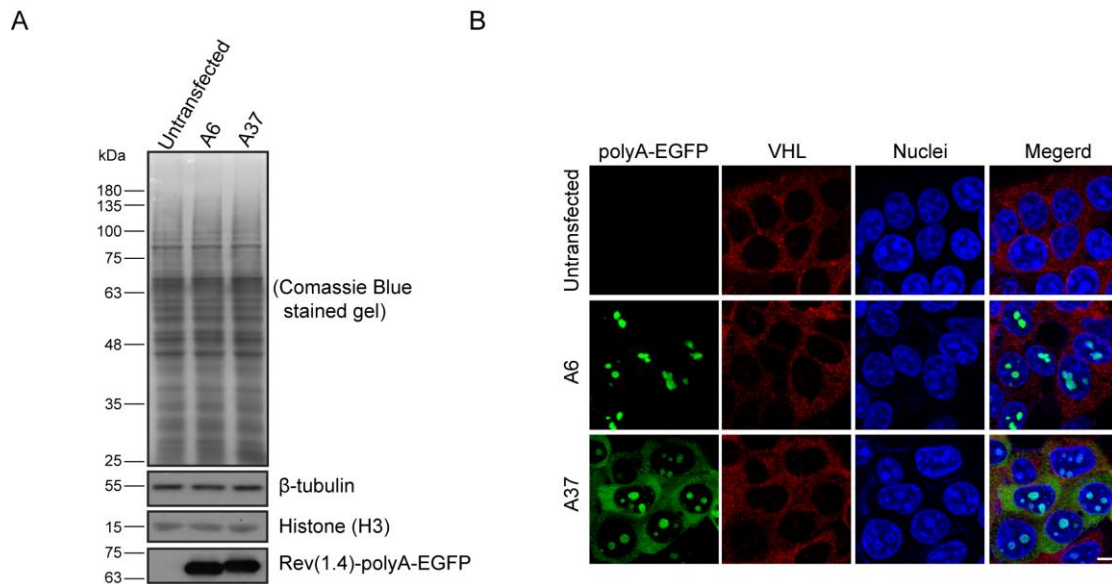 A
B
Untransfected
A6
A37
kDa
180
135
100
75
63
48
35
25
(Comassie Blue
stained gel)
55
β-tubulin
15
Histone (H3)
75
63
Rev(1.4)-polyA-EGFP
polyA-EGFP VHL Nuclei Megerd
Untransfected
A6
A37